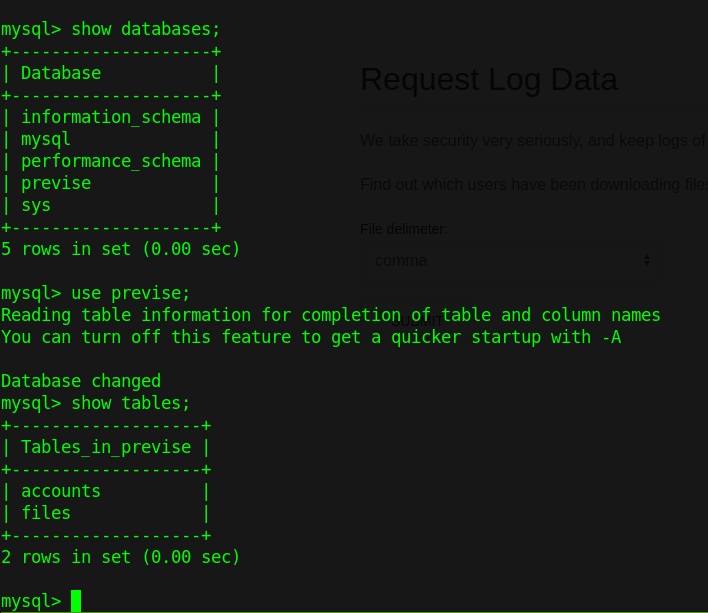 mysql> show databases;
+--------------------+
| Database           |
+--------------------+
| information_schema |
| mysql              |
| performance_schema |
| previse            |
| sys                |
+--------------------+
5 rows in set (0.00 sec)
mysql> use previse;
Reading table information for completion of table and column names
You can turn off this feature to get a quicker startup with -A
Database changed
mysql> show tables;
+-------------------+
| Tables_in_previse |
+-------------------+
| accounts          |
| files             |
+-------------------+
2 rows in set (0.00 sec)
mysql>
Request Log Data
We take security very seriously, and keep logs of
Find out which users have been downloading files
File delimeter:
comma